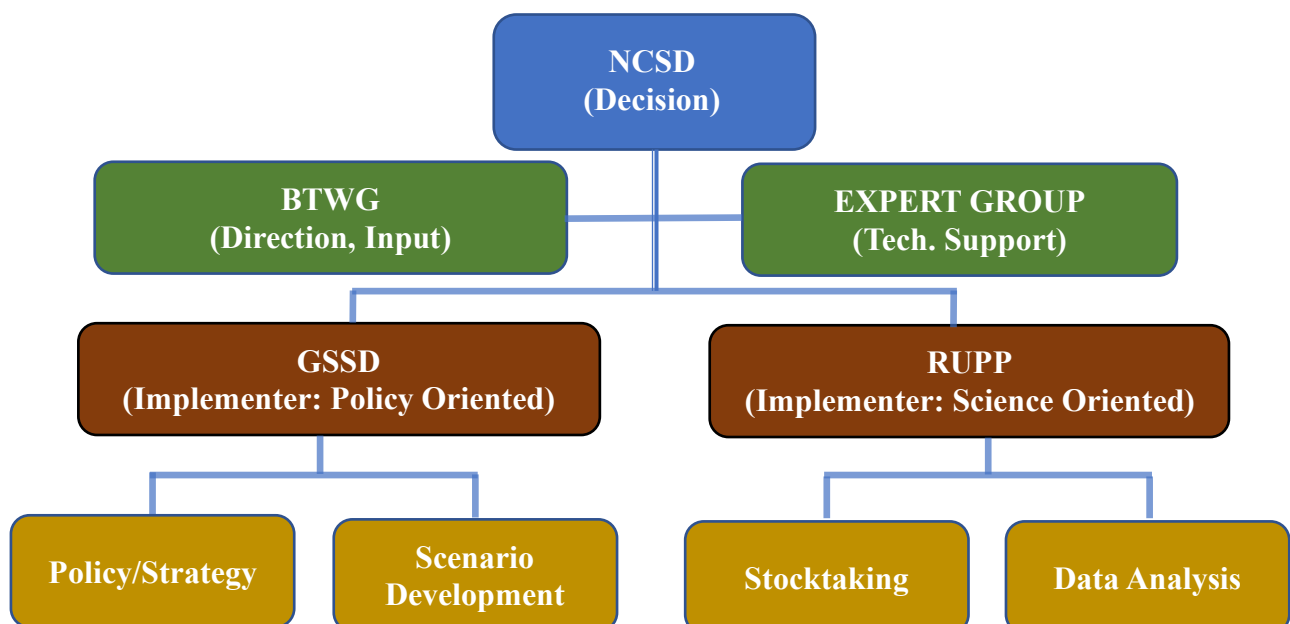 NCSD
(Decision)
BTWG
(Direction, Input)
EXPERT GROUP
(Tech. Support)
GSSD
(Implementer: Policy Oriented)
RUPP
(Implementer: Science Oriented)
Policy/Strategy
Scenario
Development
Stocktaking
Data Analysis